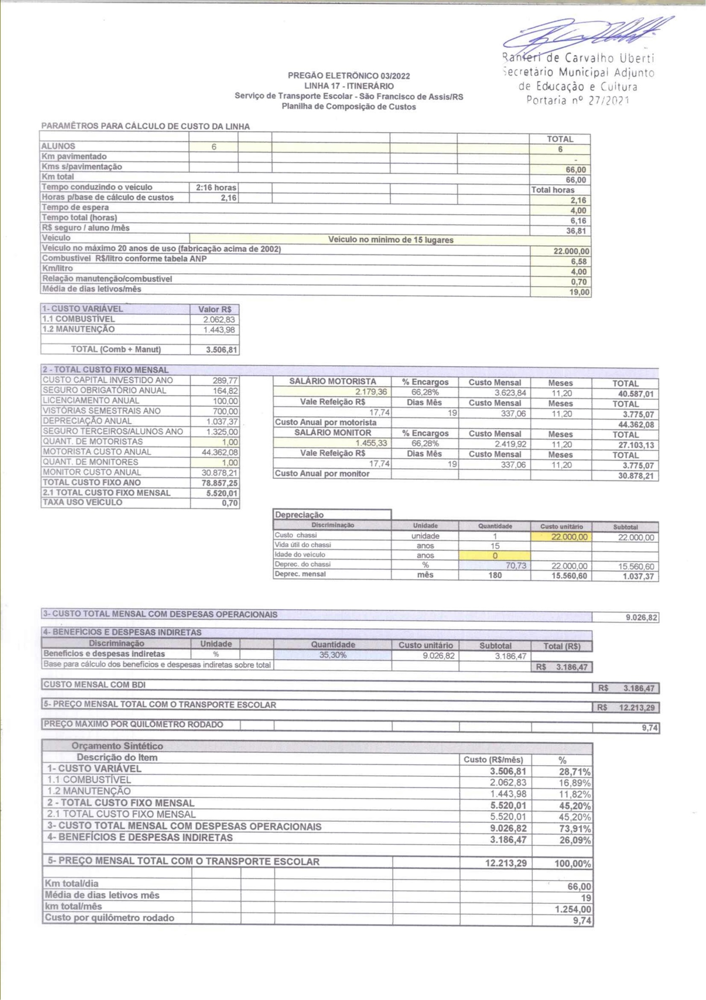 Ranieri de Carvalho Uberti
Secretário Municipal Adjunto
de Educação e Cultura
Portaria nº 27/2021
PREGÃO ELETRÔNICO 03/2022
LINHA 17 - ITINERÁRIO
Serviço de Transporte Escolar - São Francisco de Assis/RS
Planilha de Composição de Custos
PARAMÊTROS PARA CÁLCULO DE CUSTO DA LINHA
TOTAL
ALUNOS 6 6
Km pavimentado -
Kms s/pavimentação 66,00
Km total 66,00
Tempo conduzindo o veículo 2:16 horas Total horas
Horas p/base de cálculo de custos 2,16 2,16
Tempo de espera 4,00
Tempo total (horas) 6,16
R$ seguro / aluno /mês 36,81
Veículo Veículo no mínimo de 15 lugares
Veículo no máximo 20 anos de uso (fabricação acima de 2002) 22.000,00
Combustível R$/litro conforme tabela ANP 6,58
Km/litro 4,00
Relação manutenção/combustível 0,70
Média de dias letivos/mês 19,00
1- CUSTO VARIÁVEL Valor R$
1.1 COMBUSTÍVEL 2.062,83
1.2 MANUTENÇÃO 1.443,98
TOTAL (Comb + Manut) 3.506,81
2 - TOTAL CUSTO FIXO MENSAL
CUSTO CAPITAL INVESTIDO ANO 289,77 SALÁRIO MOTORISTA % Encargos Custo Mensal Meses TOTAL
SEGURO OBRIGATÓRIO ANUAL 164,82 2.179,36 66,28% 3.623,84 11,20 40.587,01
LICENCIAMENTO ANUAL 100,00 Vale Refeição R$ Dias Mês Custo Mensal Meses TOTAL
VISTÓRIAS SEMESTRAIS ANO 700,00 17,74 19 337,06 11,20 3.775,07
DEPRECIAÇÃO ANUAL 1.037,37 Custo Anual por motorista 44.362,08
SEGURO TERCEIROS/ALUNOS ANO 1.325,00 SALÁRIO MONITOR % Encargos Custo Mensal Meses TOTAL
QUANT. DE MOTORISTAS 1,00 1.455,33 66,28% 2.419,92 11,20 27.103,13
MOTORISTA CUSTO ANUAL 44.362,08 Vale Refeição R$ Dias Mês Custo Mensal Meses TOTAL
QUANT. DE MONITORES 1,00 17,74 19 337,06 11,20 3.775,07
MONITOR CUSTO ANUAL 30.878,21 Custo Anual por monitor 30.878,21
TOTAL CUSTO FIXO ANO 78.857,25
2.1 TOTAL CUSTO FIXO MENSAL 5.520,01
TAXA USO VEÍCULO 0,70
Depreciação
Discriminação Unidade Quantidade Custo unitário Subtotal
Custo chassi unidade 1 22.000,00 22.000,00
Vida útil do chassi anos 15
Idade do veículo anos 0
Deprec. do chassi % 70,73 22.000,00 15.560,60
Deprec. mensal mês 180 15.560,60 1.037,37
3- CUSTO TOTAL MENSAL COM DESPESAS OPERACIONAIS 9.026,82
4- BENEFÍCIOS E DESPESAS INDIRETAS
Discriminação Unidade Quantidade Custo unitário Subtotal Total (R$)
Benefícios e despesas indiretas % 35,30% 9.026,82 3.186,47
Base para cálculo dos benefícios e despesas indiretas sobre total R$ 3.186,47
CUSTO MENSAL COM BDI R$ 3.186,47
5- PREÇO MENSAL TOTAL COM O TRANSPORTE ESCOLAR R$ 12.213,29
PREÇO MAXIMO POR QUILÔMETRO RODADO 9,74
Orçamento Sintético
Descrição do Item Custo (R$/mês) %
1- CUSTO VARIÁVEL 3.506,81 28,71%
1.1 COMBUSTÍVEL 2.062,83 16,89%
1.2 MANUTENÇÃO 1.443,98 11,82%
2 - TOTAL CUSTO FIXO MENSAL 5.520,01 45,20%
2.1 TOTAL CUSTO FIXO MENSAL 5.520,01 45,20%
3- CUSTO TOTAL MENSAL COM DESPESAS OPERACIONAIS 9.026,82 73,91%
4- BENEFÍCIOS E DESPESAS INDIRETAS 3.186,47 26,09%
5- PREÇO MENSAL TOTAL COM O TRANSPORTE ESCOLAR 12.213,29 100,00%
Km total/dia 66,00
Média de dias letivos mês 19
km total/mês 1.254,00
Custo por quilômetro rodado 9,74